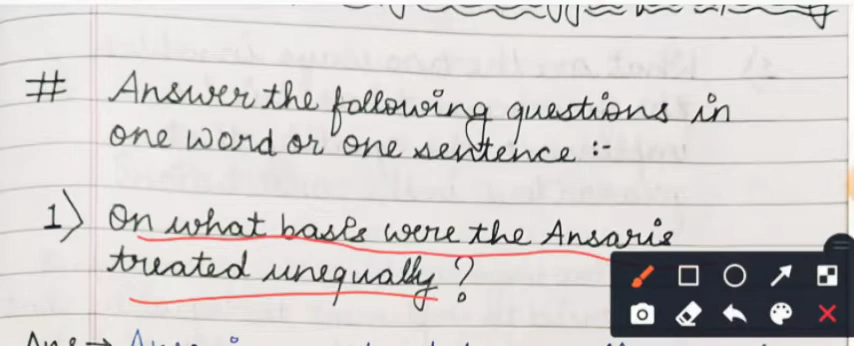 # Answer the following questions in
one word or one sentence :-
1) On what basis were the Ansaris
treated unequally?
Ans →